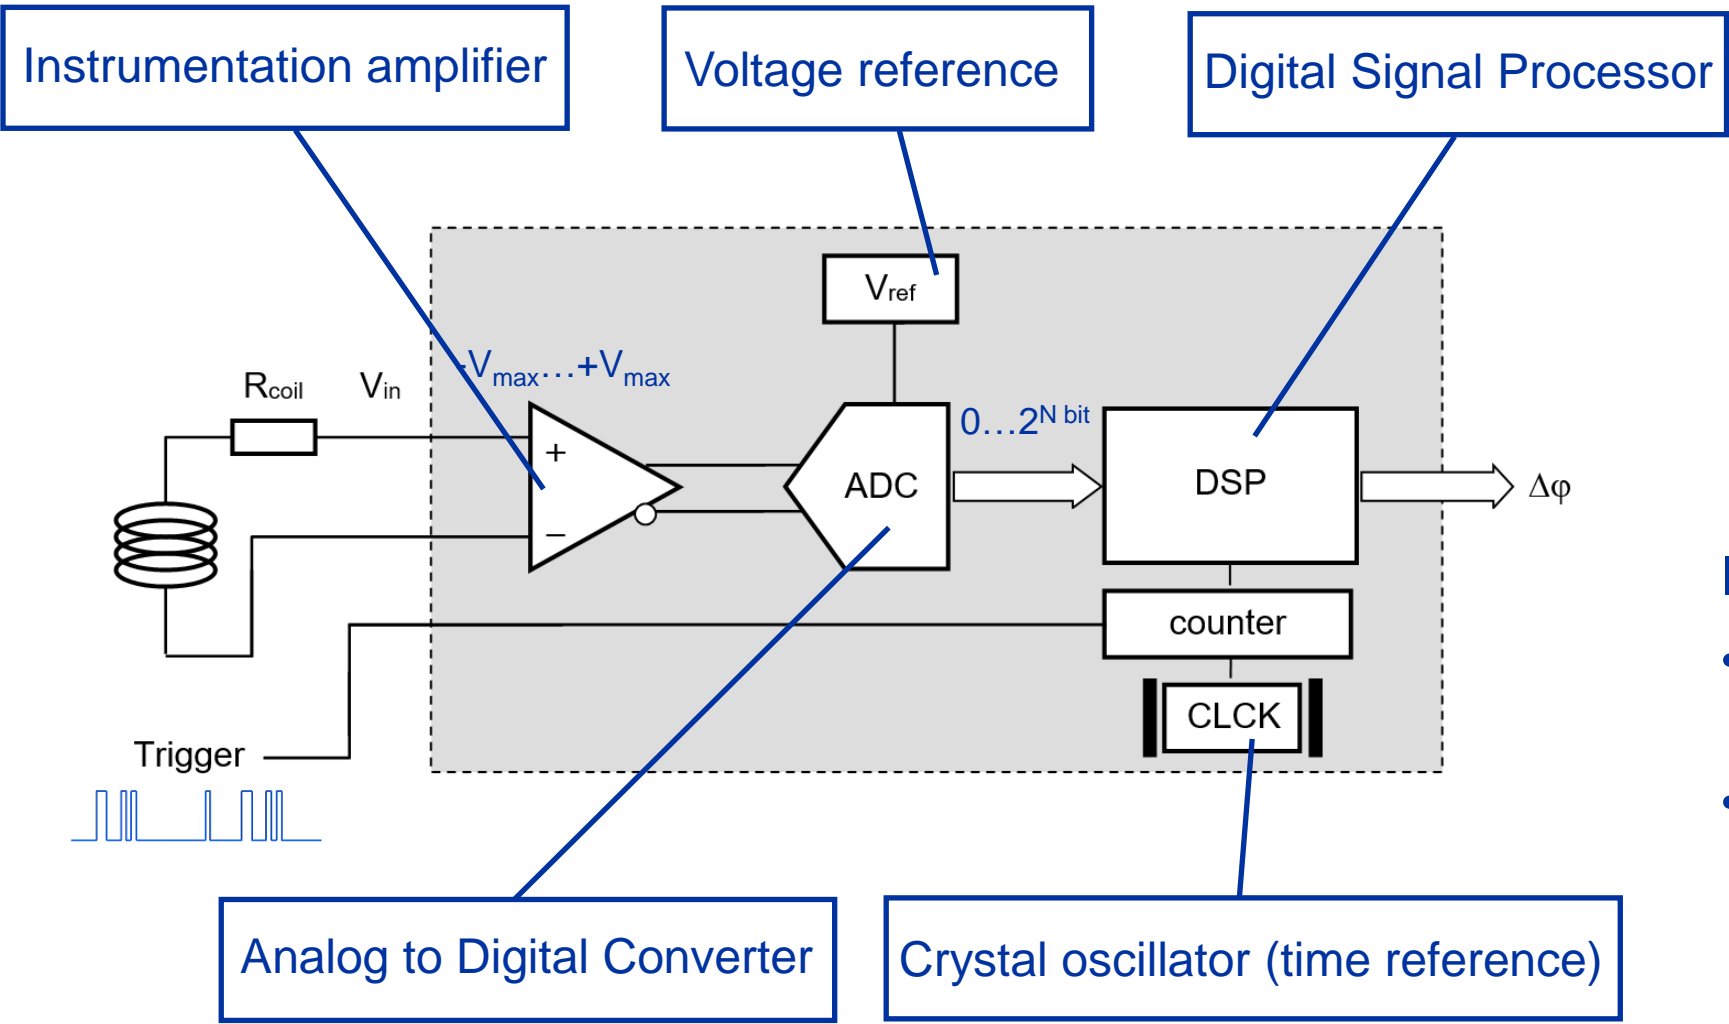 Instrumentation amplifier
Voltage reference
Digital Signal Processor
Vref
-Vmax…+Vmax
Rcoil
Vin
0…2N bit
+
−
ADC
DSP
Δφ
counter
CLCK
Trigger
Analog to Digital Converter
Crystal oscillator (time reference)